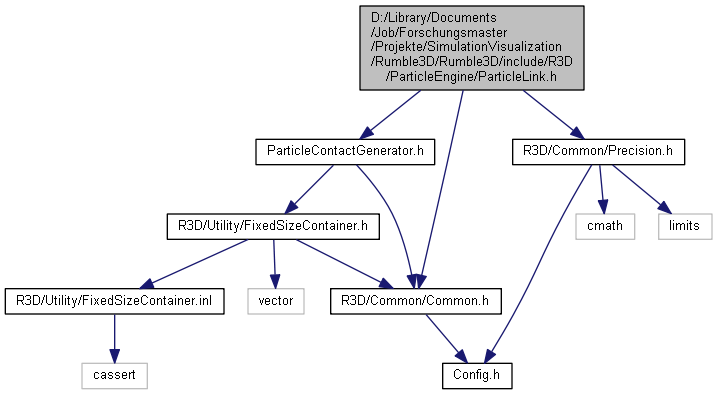 D:/Library/Documents
/Job/Forschungsmaster
/Projekte/SimulationVisualization
/Rumble3D/Rumble3D/include/R3D
/ParticleEngine/ParticleLink.h
ParticleContactGenerator.h
R3D/Common/Precision.h
R3D/Utility/FixedSizeContainer.h
cmath
limits
R3D/Utility/FixedSizeContainer.inl
vector
R3D/Common/Common.h
cassert
Config.h